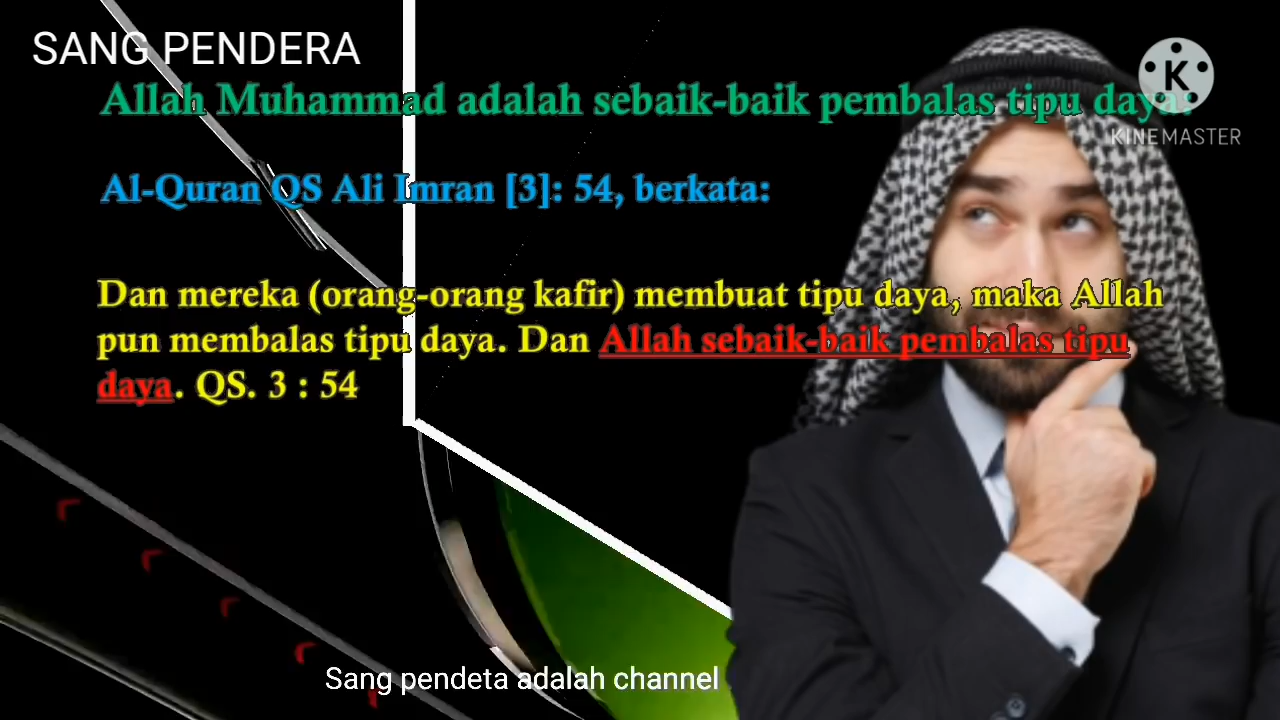 SANG PENDERA
Allah Muhammad adalah sebaik-baik pembalas tipu daya.
K
KINEMASTER
Al-Quran QS Ali Imran [3]: 54, berkata:
Dan mereka (orang-orang kafir) membuat tipu daya, maka Allah
pun membalas tipu daya. Dan Allah sebaik-baik pembalas tipu
daya. QS. 3 : 54
Sang pendeta adalah channel